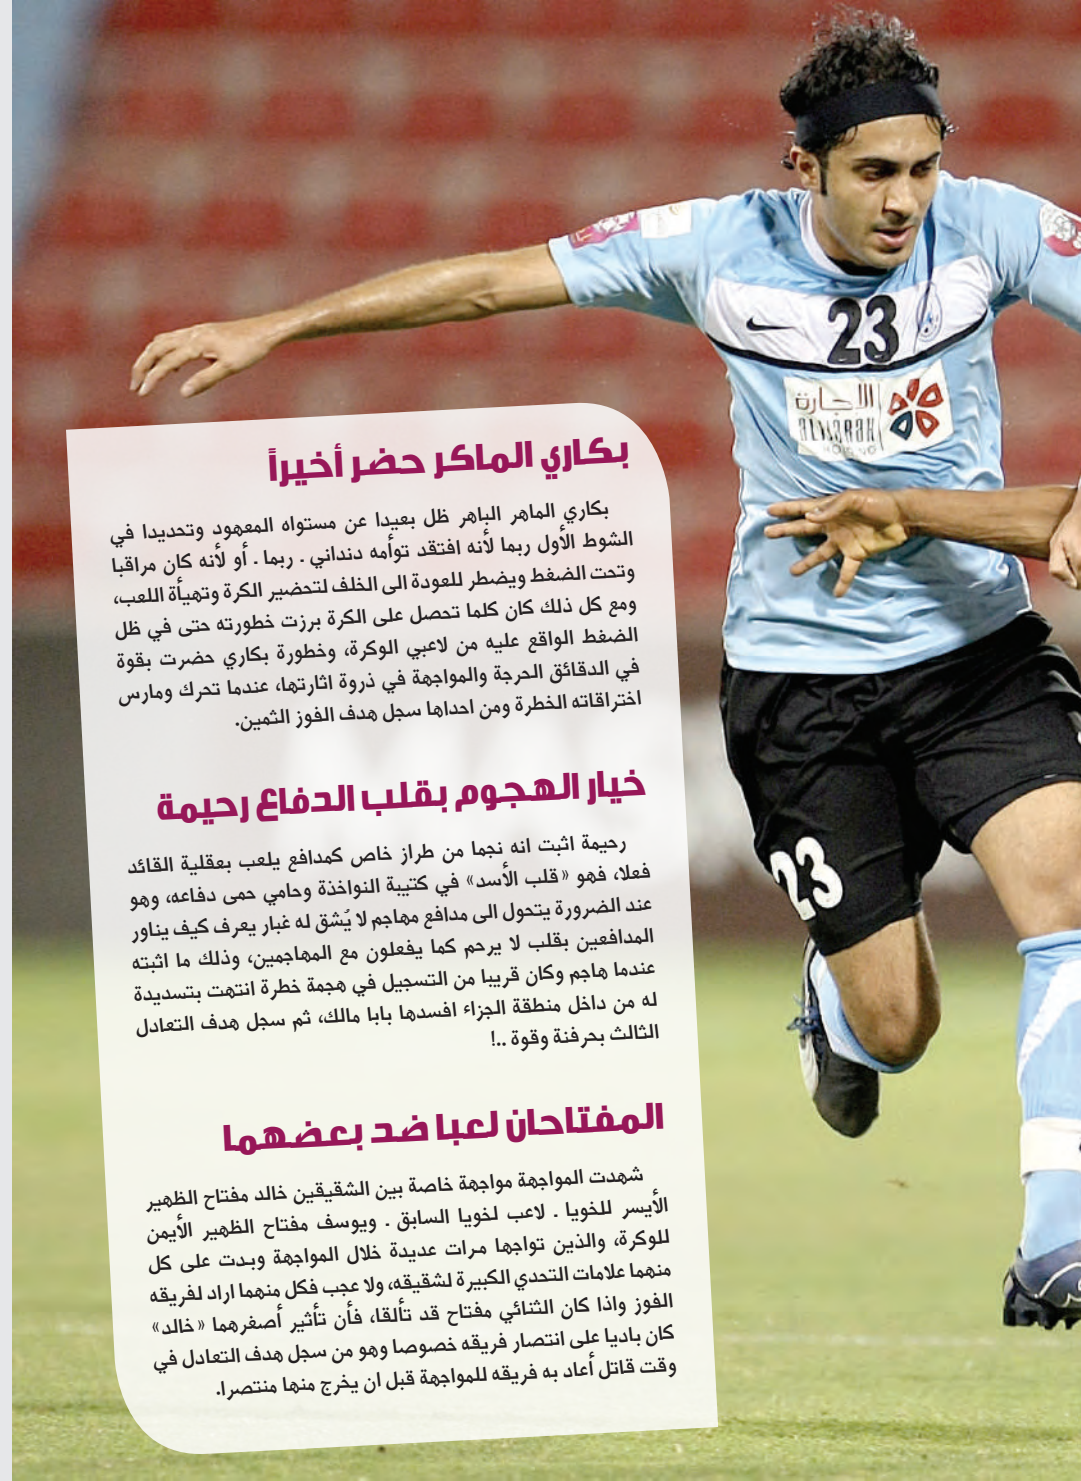 23
الإجارة
ALIJARAH
HOLDING
23
بكاري الماكر حضر أخيراً
بكاري الماهر الباهر ظل بعيدا عن مستواه المعهود وتحديدا في
الشوط الأول ربما لأنه افتقد توأمه دنداني . ربما . أو لأنه كان مراقبا
وتحت الضغط ويضطر للعودة الى الخلف لتحضير الكرة وتهيأة اللعب،
ومع كل ذلك كان كلما تحصل على الكرة برزت خطورته حتى في ظل
الضغط الواقع عليه من لاعبي الوكرة، وخطورة بكاري حضرت بقوة
في الدقائق الحرجة والمواجهة في ذروة اثارتها، عندما تحرك ومارس
اختراقاته الخطرة ومن احداها سجل هدف الفوز الثمين.
خيار الهجوم بقلب الدفاع رحيمة
رحيمة اثبت انه نجما من طراز خاص كمدافع يلعب بعقلية القائد
فعلا، فهو «قلب الأسد» في كتيبة النواخذة وحامي حمى دفاعه، وهو
عند الضرورة يتحول الى مدافع مهاجم لا يُشق له غبار يعرف كيف يناور
المدافعين بقلب لا يرحم كما يفعلون مع المهاجمين، وذلك ما اثبته
عندما هاجم وكان قريبا من التسجيل في هجمة خطرة انتهت بتسديدة
له من داخل منطقة الجزاء افسدها بابا مالك، ثم سجل هدف التعادل
الثالث بحرفنة وقوة ..!
المفتاحان لعبا ضد بعضهما
شهدت المواجهة مواجهة خاصة بين الشقيقين خالد مفتاح الظهير
الأيسر للخويا . لاعب لخويا السابق . ويوسف مفتاح الظهير الأيمن
للوكرة، والذين تواجها مرات عديدة خلال المواجهة وبدت على كل
منهما علامات التحدي الكبيرة لشقيقه، ولا عجب فكل منهما اراد لفريقه
الفوز واذا كان الثنائي مفتاح قد تألقا، فأن تأثير أصغرهما «خالد»
كان باديا على انتصار فريقه خصوصا وهو من سجل هدف التعادل في
وقت قاتل أعاد به فريقه للمواجهة قبل ان يخرج منها منتصرا.